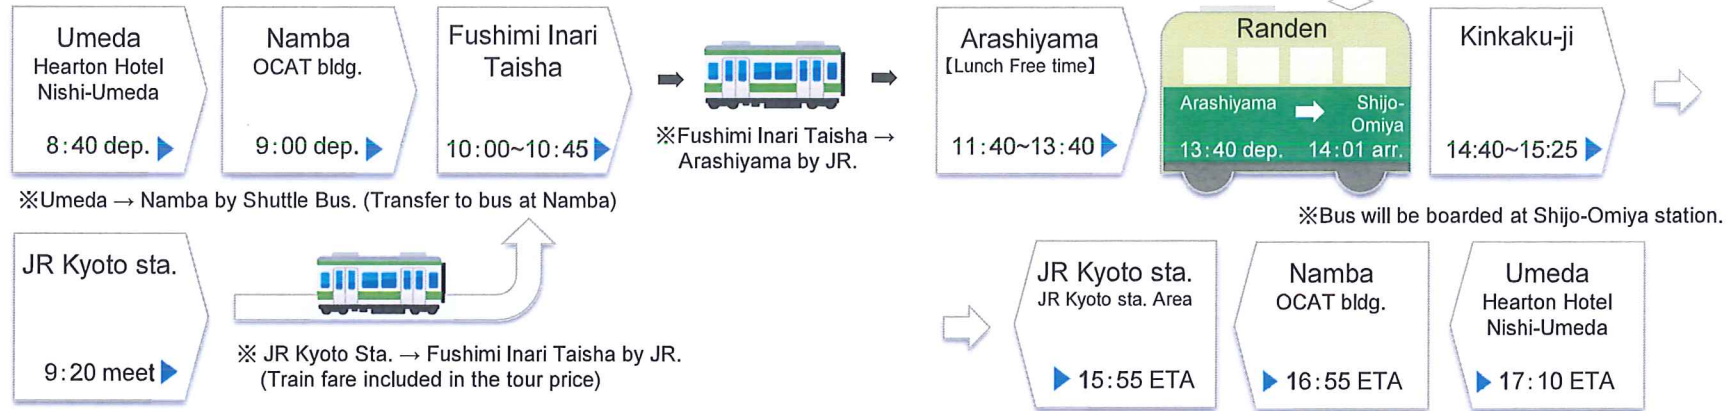 Umeda
Hearton Hotel
Nishi-Umeda
8:40 dep.
Namba
OCAT bldg.
9:00 dep.
Fushimi Inari
Taisha
10:00~10:45
※Fushimi Inari Taisha →
Arashiyama by JR.
Arashiyama
【Lunch Free time】
11:40~13:40
Randen
Arashiyama
Shijo-
Omiya
13:40 dep.
14:01 arr.
Kinkaku-ji
14:40~15:25
※Umeda → Namba by Shuttle Bus. (Transfer to bus at Namba)
※Bus will be boarded at Shijo-Omiya station.
JR Kyoto sta.
9:20 meet
※ JR Kyoto Sta. → Fushimi Inari Taisha by JR.
(Train fare included in the tour price)
JR Kyoto sta.
JR Kyoto sta. Area
15:55 ETA
Namba
OCAT bldg.
16:55 ETA
Umeda
Hearton Hotel
Nishi-Umeda
17:10 ETA